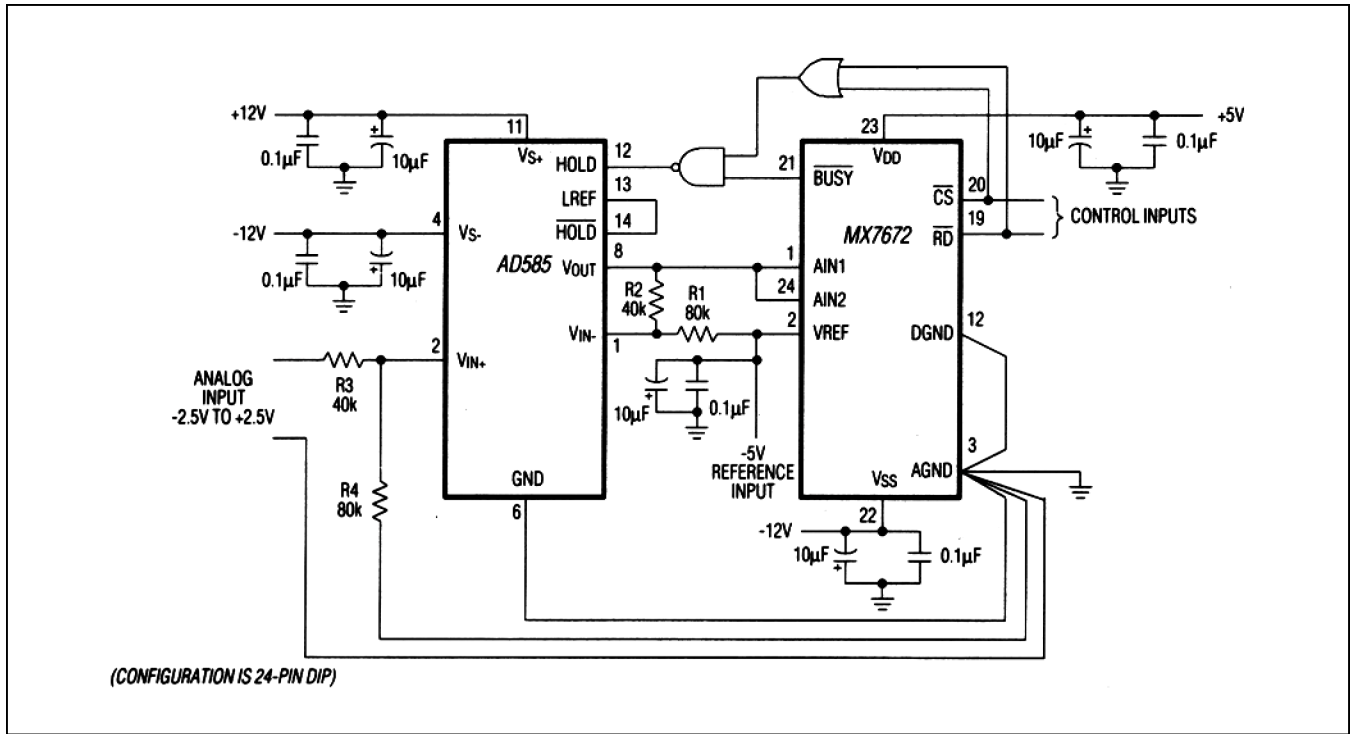 +12V
0.1µF
10µF
11
VS+
HOLD
12
13
LREF
14
HOLD
8
VOUT
AD585
-12V
4
VS-
0.1µF
10µF
2
VIN+
ANALOG
INPUT
-2.5V TO +2.5V
R3
40k
R4
80k
GND
6
VIN-
1
R2
40k
R1
80k
10µF
0.1µF
-5V
REFERENCE
INPUT
23
VDD
21
BUSY
MX7672
1
AIN1
24
AIN2
2
VREF
20
CS
19
RD
CONTROL INPUTS
10µF
0.1µF
+5V
12
DGND
3
AGND
VSS
22
-12V
10µF
0.1µF
(CONFIGURATION IS 24-PIN DIP)